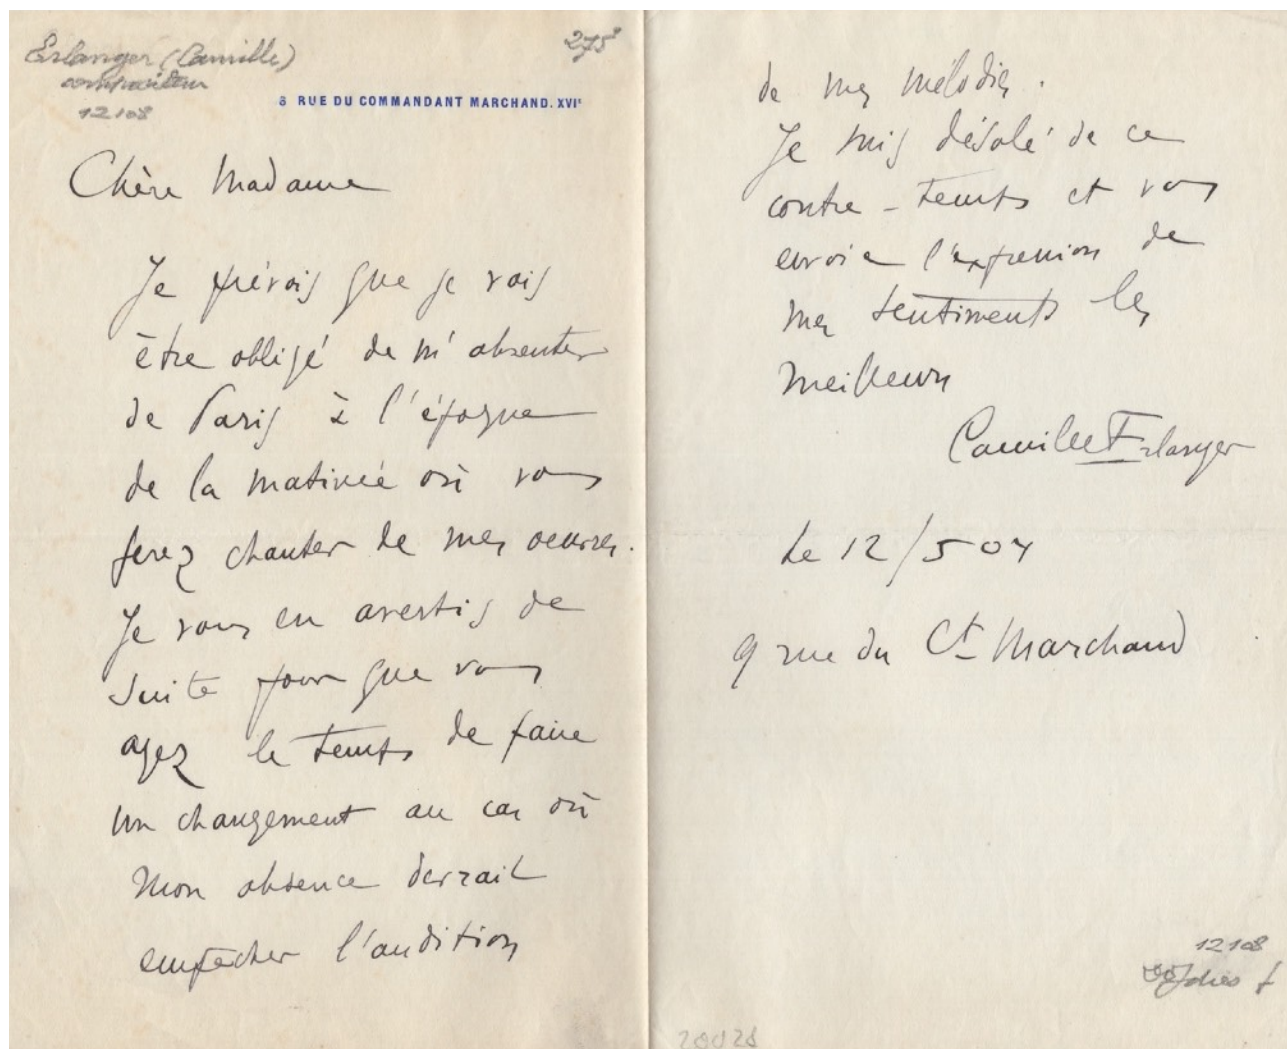 Erlanger (Camille)
compositeur
12108
275
8 RUE DU COMMANDANT MARCHAND. XVIᵉ
Chère Madame
Je prévois que je vais
être obligé de m'absenter
de Paris à l'époque
de la matinée où vous
ferez chanter de mes oeuvres.
Je vous en avertis de
suite pour que vous
ayez le temps de faire
un changement au cas où
mon absence devrait
empêcher l'audition
de mes mélodies.
Je suis désolé de ce
contre-temps et vous
envoie l'expression de
mes sentiments les
meilleurs
Camille Erlanger
Le 12/5 04
9 rue du Ct Marchand
12108
20028